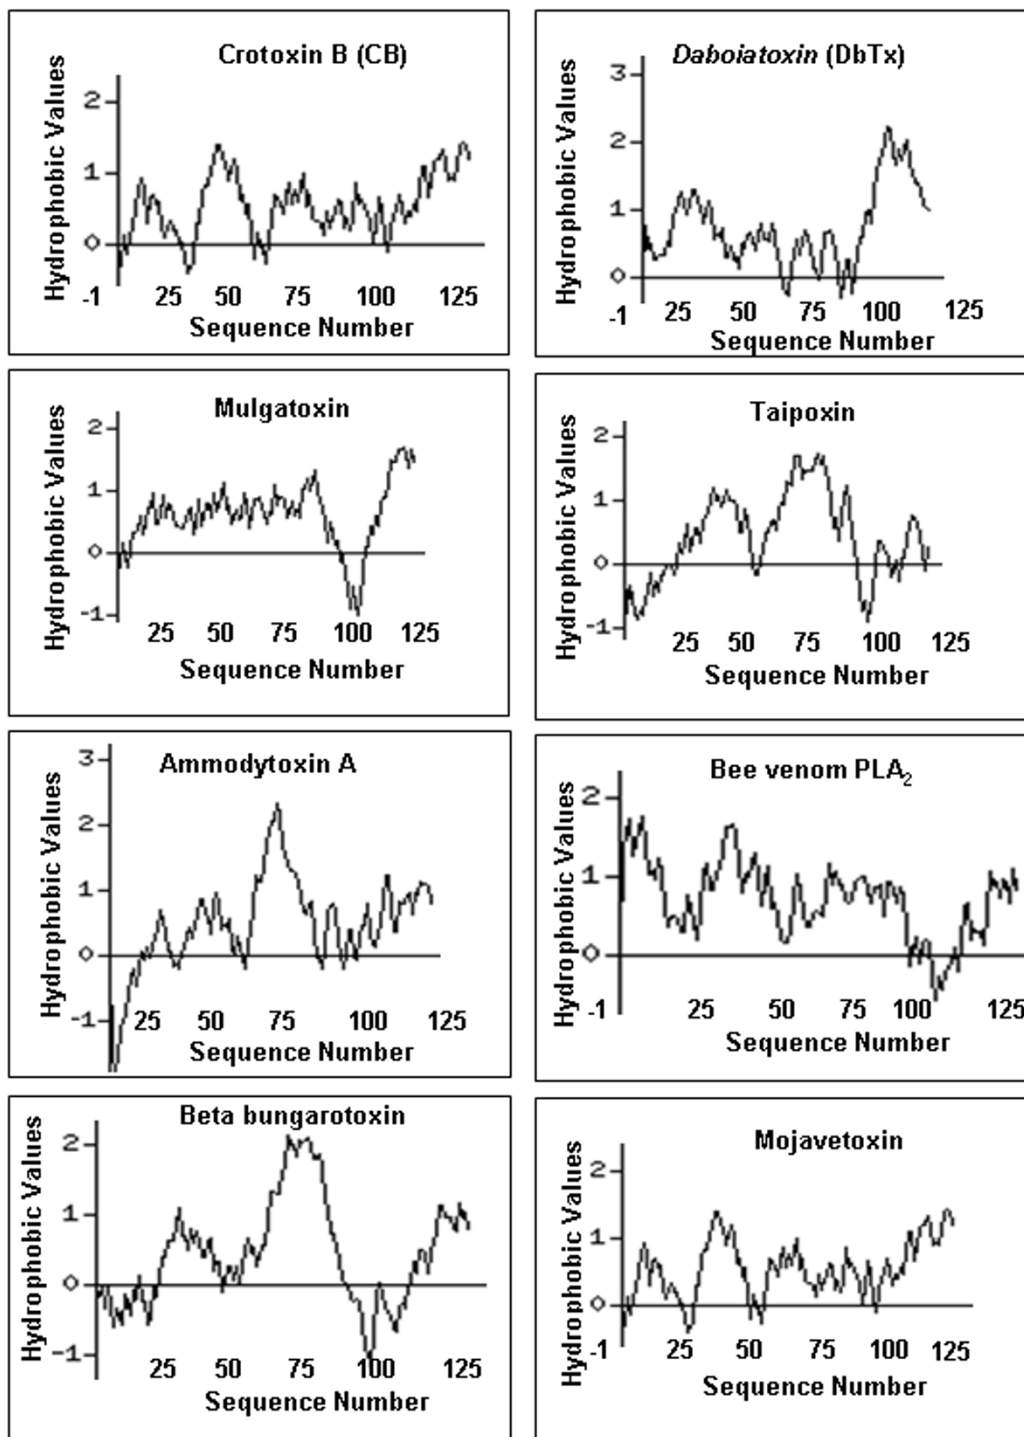 Crotoxin B (CB)
Hydrophobic Values
2
1
0
-1 25 50 75 100 125
Sequence Number
Daboiatoxin (DbTx)
Hydrophobic Values
3
2
1
0
-1 25 50 75 100 125
Sequence Number
Mulgatoxin
Hydrophobic Values
2
1
0
-1
25 50 75 100 125
Sequence Number
Taipoxin
Hydrophobic Values
2
1
0
-1
25 50 75 100 125
Sequence Number
Ammodytoxin A
Hydrophobic Values
3
2
1
0
-1
25 50 75 100 125
Sequence Number
Bee venom PLA2
Hydrophobic Values
2
1
0
-1 25 50 75 100 125
Sequence Number
Beta bungarotoxin
Hydrophobic Values
2
1
0
-1
25 50 75 100 125
Sequence Number
Mojavetoxin
Hydrophobic Values
2
1
0
-1 25 50 75 100 125
Sequence Number